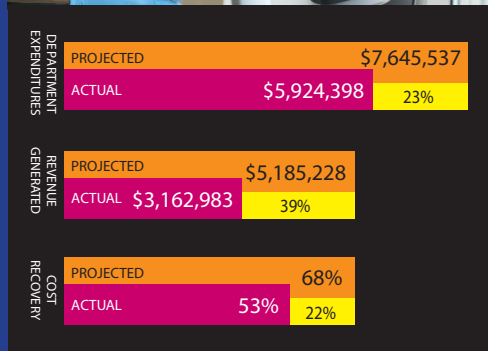 DEPARTMENT
EXPENDITURES
PROJECTED $7,645,537
ACTUAL $5,924,398 23%
REVENUE
GENERATED
PROJECTED $5,185,228
ACTUAL $3,162,983 39%
COST
RECOVERY
PROJECTED 68%
ACTUAL 53% 22%